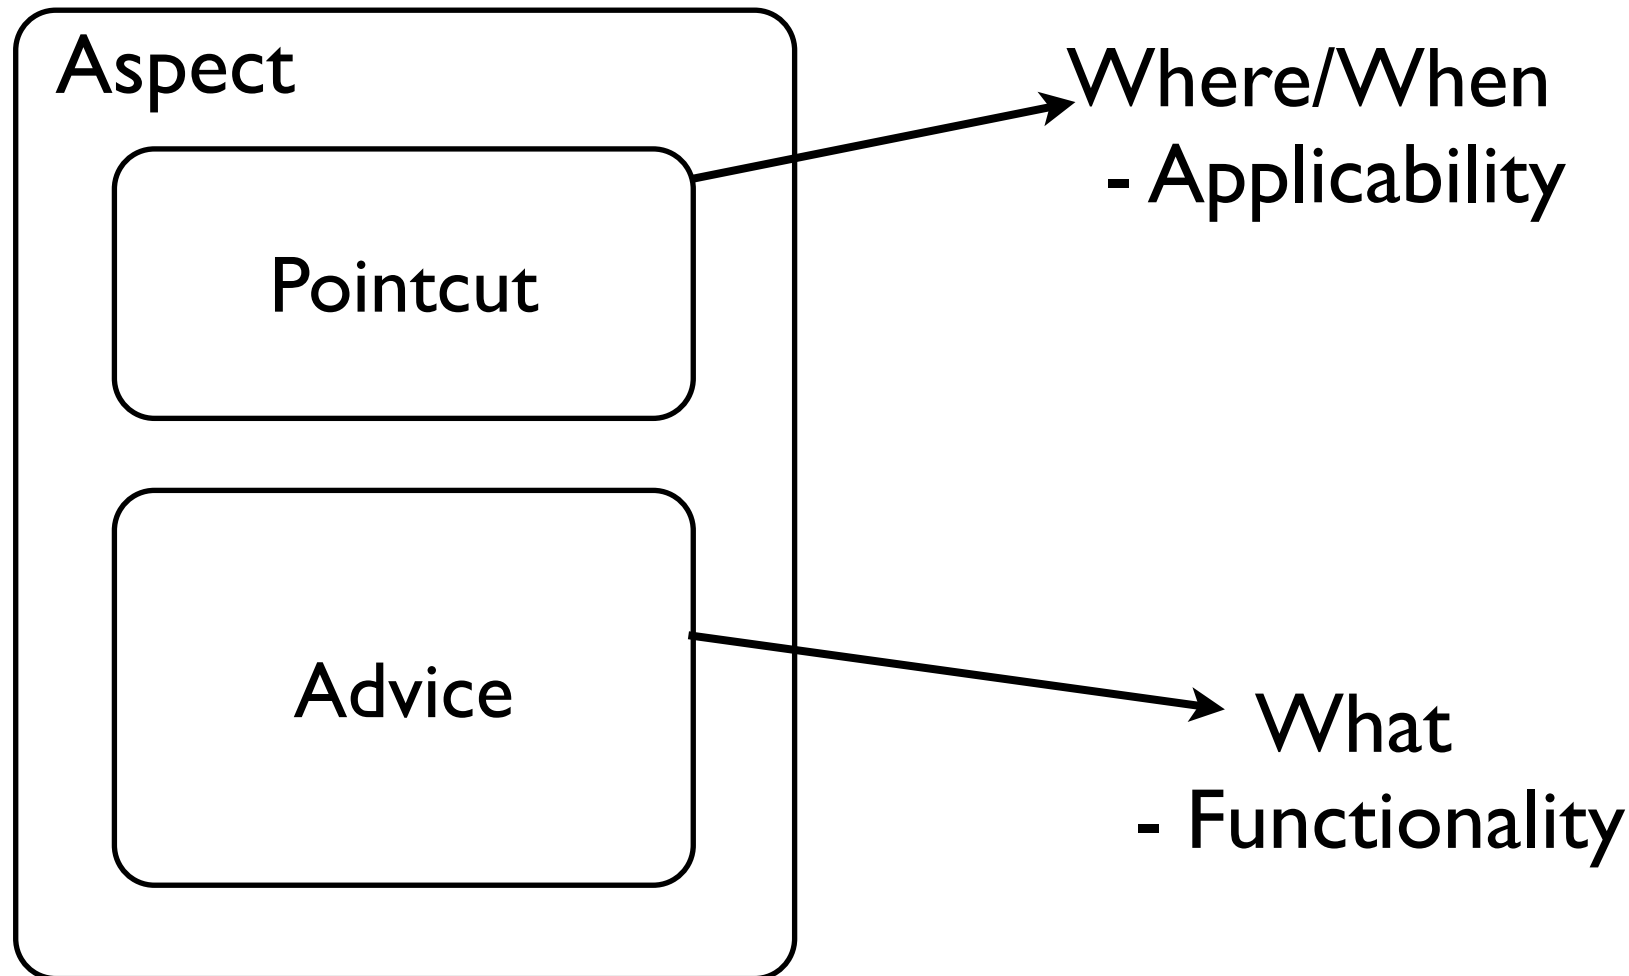 Aspect
Pointcut
Advice
Where/When
- Applicability
What
- Functionality